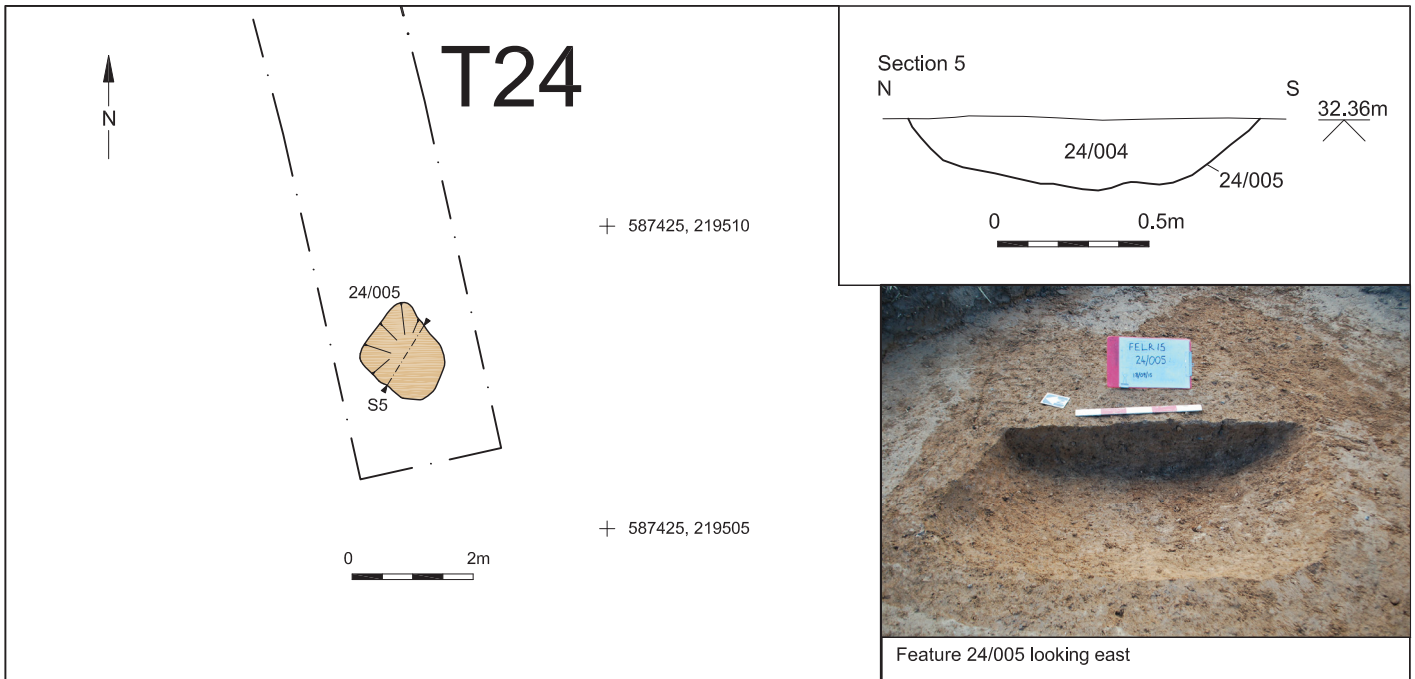 T24
N
587425, 219510
24/005
S5
587425, 219505
0 2m
Section 5
N S
32.36m
24/004
24/005
0 0.5m
FELR15
24/005
Feature 24/005 looking east